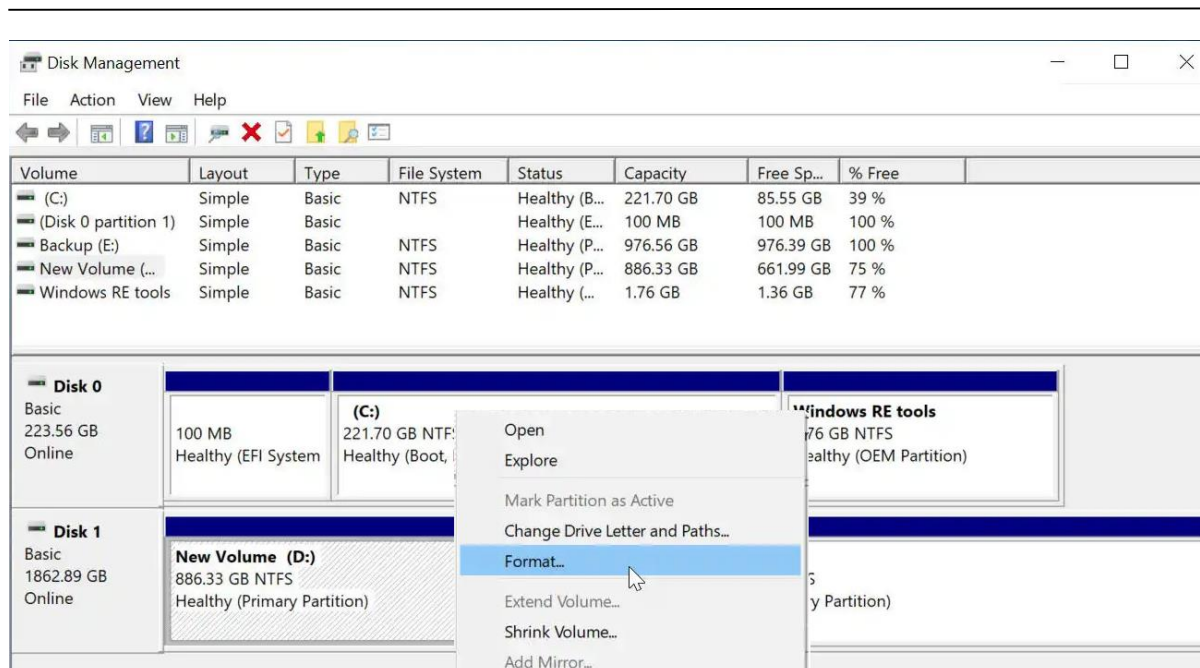 Disk Management
File Action View Help
Volume Layout Type File System Status Capacity Free Sp... % Free
(C:) Simple Basic NTFS Healthy (B... 221.70 GB 85.55 GB 39 %
(Disk 0 partition 1) Simple Basic Healthy (E... 100 MB 100 MB 100 %
Backup (E:) Simple Basic NTFS Healthy (P... 976.56 GB 976.39 GB 100 %
New Volume (... Simple Basic NTFS Healthy (P... 886.33 GB 661.99 GB 75 %
Windows RE tools Simple Basic NTFS Healthy (... 1.76 GB 1.36 GB 77 %
Disk 0
Basic
223.56 GB
Online
100 MB
Healthy (EFI System
(C:)
221.70 GB NTF
Healthy (Boot,
Windows RE tools
76 GB NTFS
ealthy (OEM Partition)
Disk 1
Basic
1862.89 GB
Online
New Volume (D:)
886.33 GB NTFS
Healthy (Primary Partition)
y Partition)
Open
Explore
Mark Partition as Active
Change Drive Letter and Paths...
Format...
Extend Volume...
Shrink Volume...
Add Mirror...